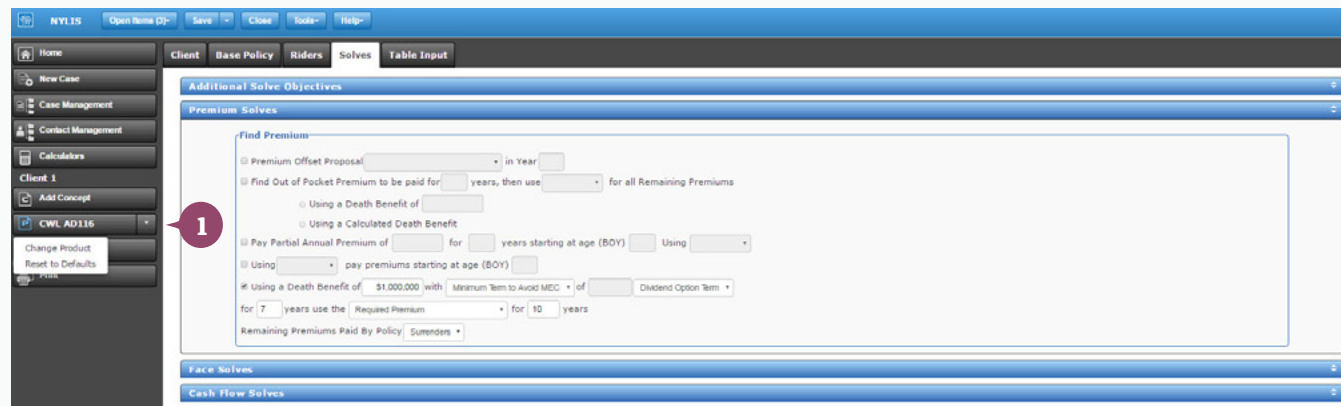 NYLIS Open Items (3) Save Close Tools Help
Home
New Case
Case Management
Contact Management
Calculators
Client 1
Add Concept
CWL AD116
Change Product
Reset to Defaults
Print
1
Client Base Policy Riders Solves Table Input
Additional Solve Objectives
Premium Solves
Find Premium
Premium Offset Proposal in Year
Find Out of Pocket Premium to be paid for years, then use for all Remaining Premiums
Using a Death Benefit of
Using a Calculated Death Benefit
Pay Partial Annual Premium of for years starting at age (BOY) Using
Using pay premiums starting at age (BOY)
Using a Death Benefit of $1,000,000 with Minimum Term to Avoid MEC of Dividend Option Term
for 7 years use the Required Premium for 10 years
Remaining Premiums Paid By Policy Surrenders
Face Solves
Cash Flow Solves